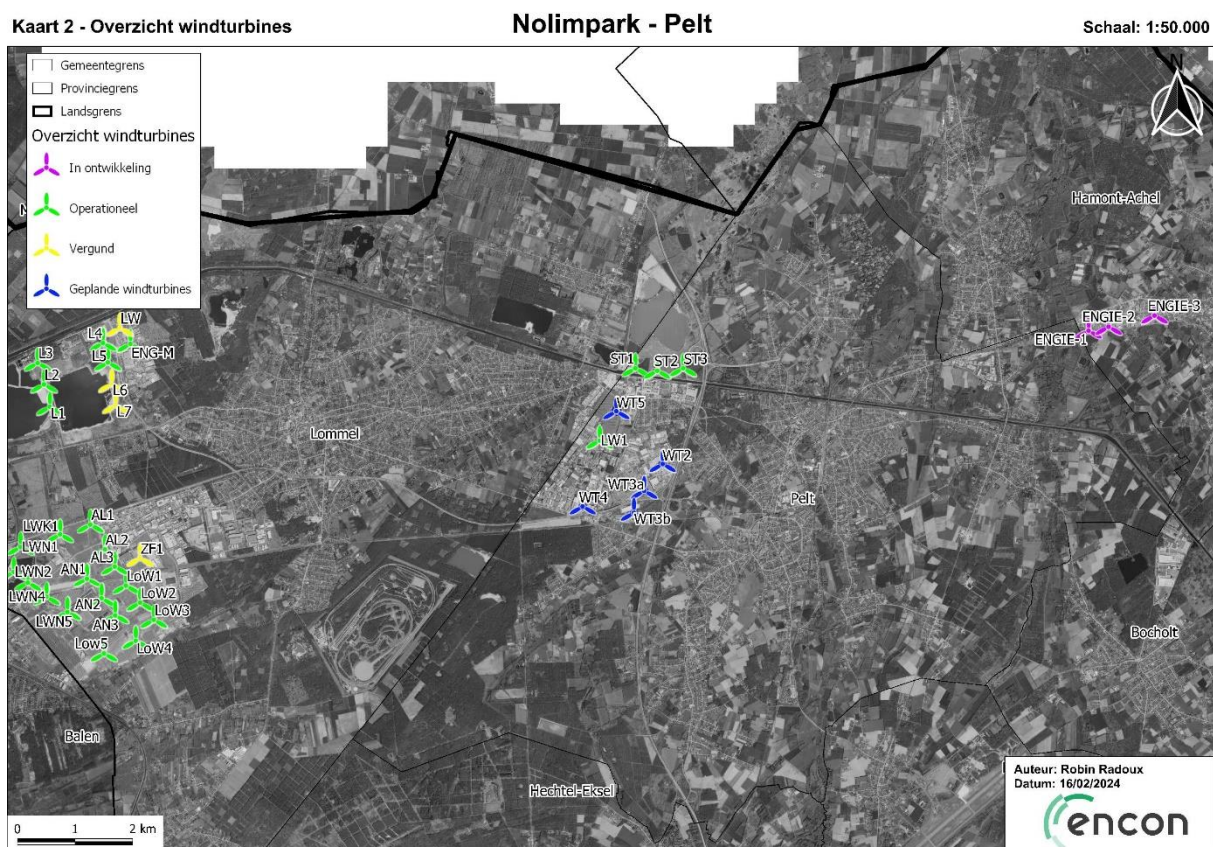 Kaart 2 - Overzicht windturbines
Nolimpark - Pelt
Schaal: 1:50.000
Gemeentegrens
Provinciegrens
Landsgrens
Overzicht windturbines
In ontwikkeling
Operationeel
Vergund
Geplande windturbines
N
Hamont-Achel
ENGIE-3
ENGIE-2
ENGIE-1
LW
L4
ENG-M
L3
L5
L2
L6
L1
L7
ST1
ST2
ST3
WT5
Lommel
LW1
WT2
WT3a
Pelt
WT4
WT3b
AL1
LWK1
LWN1
AL2
AL3
ZF1
LWN2
AN1
LoW1
LWN4
AN2
LoW2
LWN5
AN3
LoW3
Low5
LoW4
Bocholt
Balen
Hechtel-Eksel
0 1 2 km
Auteur: Robin Radoux
Datum: 16/02/2024
encon